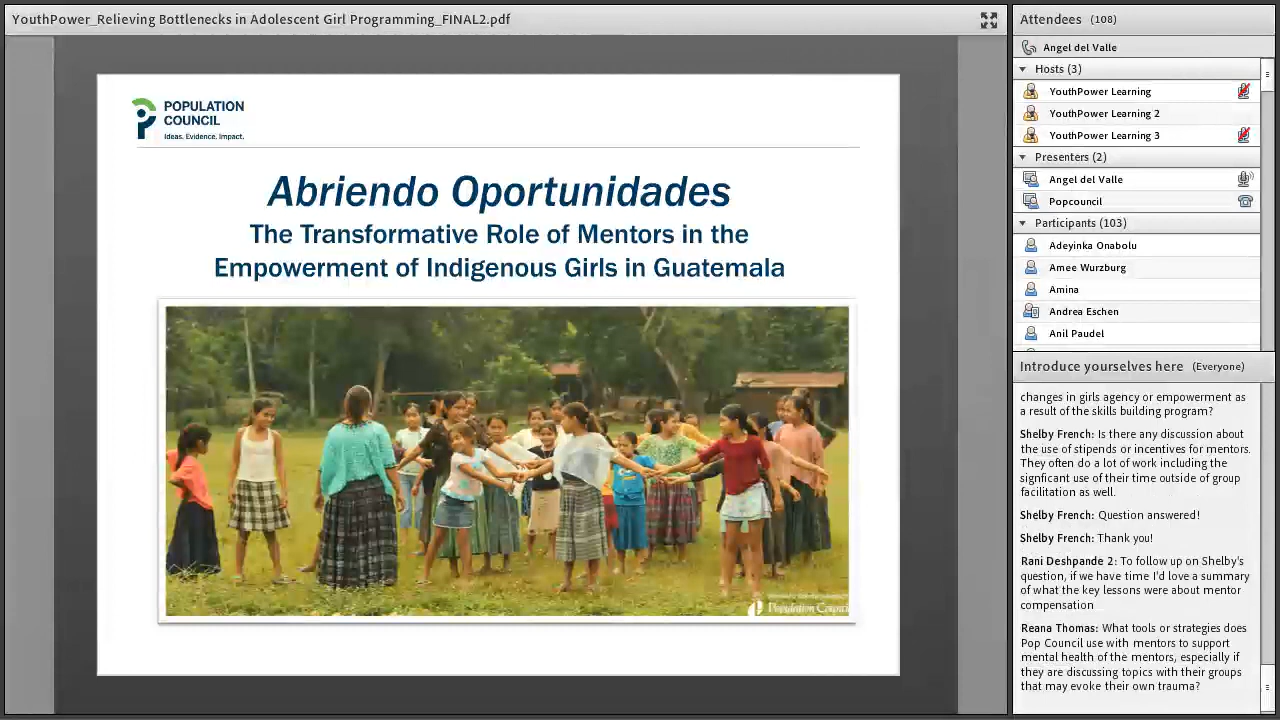 YouthPower_Relieving Bottlenecks in Adolescent Girl Programming_FINAL2.pdf
POPULATION
COUNCIL
Ideas. Evidence. Impact.
Abriendo Oportunidades
The Transformative Role of Mentors in the
Empowerment of Indigenous Girls in Guatemala
Population Council
Attendees (108)
Angel del Valle
Hosts (3)
YouthPower Learning
YouthPower Learning 2
YouthPower Learning 3
Presenters (2)
Angel del Valle
Popcouncil
Participants (103)
Adeyinka Onabolu
Amee Wurzburg
Amina
Andrea Eschen
Anil Paudel
Introduce yourselves here (Everyone)
changes in girls agency or empowerment as
a result of the skills building program?
Shelby French: Is there any discussion about
the use of stipends or incentives for mentors.
They often do a lot of work including the
signficant use of their time outside of group
facilitation as well.
Shelby French: Question answered!
Shelby French: Thank you!
Rani Deshpande 2: To follow up on Shelby's
question, if we have time I'd love a summary
of what the key lessons were about mentor
compensation
Reana Thomas: What tools or strategies does
Pop Council use with mentors to support
mental health of the mentors, especially if
they are discussing topics with their groups
that may evoke their own trauma?